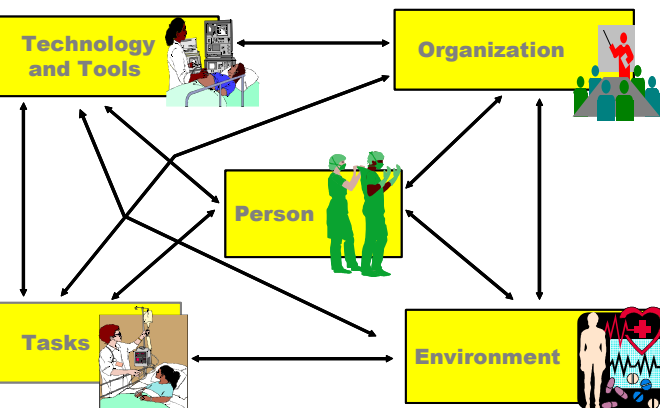 Technology
and Tools
Organization
Person
Tasks
Environment